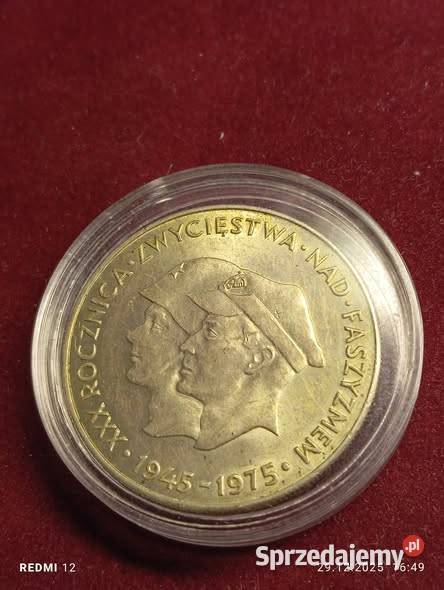 XXX·ROCZNICA·ZWYCIĘSTWA·NAD·FASZYZMEM
·1945-1975·
REDMI 12
29.12.2025 16:49
Sprzedajemy.pl